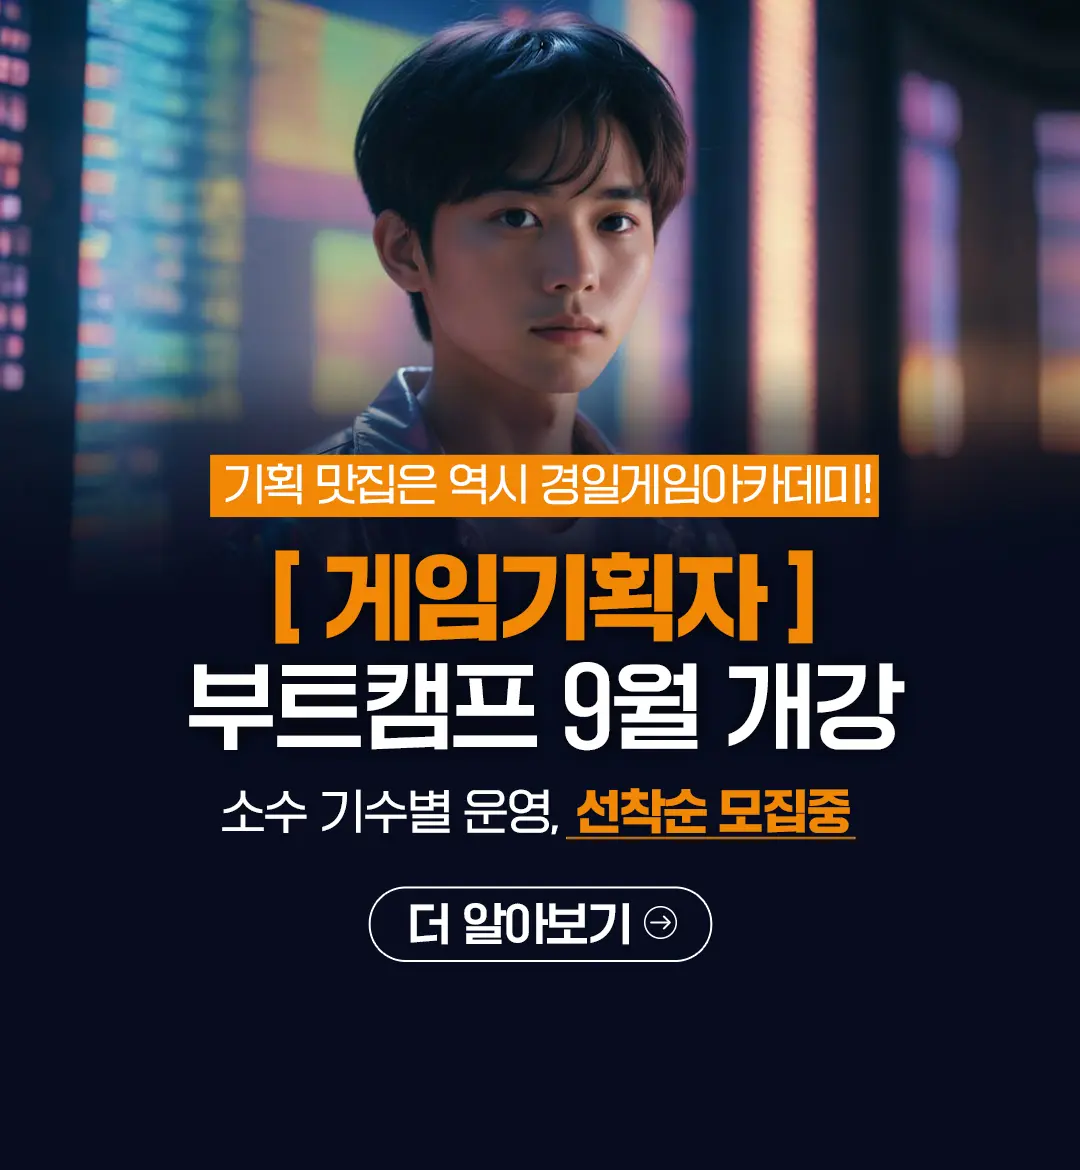 기획 맛집은 역시 경일게임아카데미!
[ 게임기획자 ]
부트캠프 9월 개강
소수 기수별 운영, 선착순 모집중
더 알아보기